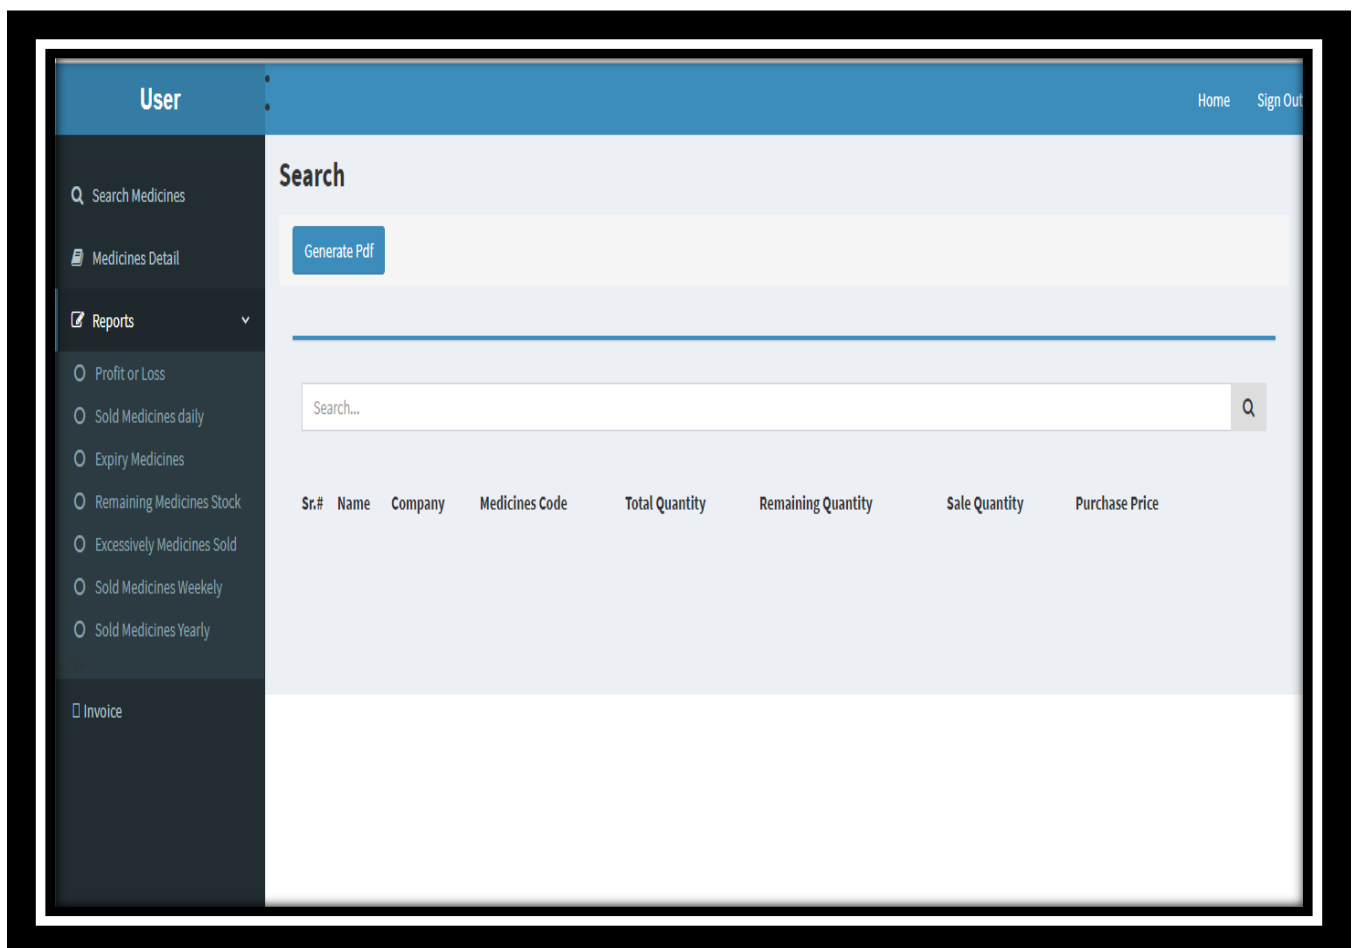 User
Home Sign Out
Search Medicines
Medicines Detail
Reports
Profit or Loss
Sold Medicines daily
Expiry Medicines
Remaining Medicines Stock
Excessively Medicines Sold
Sold Medicines Weekely
Sold Medicines Yearly
Invoice
Search
Generate Pdf
Search...
Sr.# Name Company Medicines Code Total Quantity Remaining Quantity Sale Quantity Purchase Price